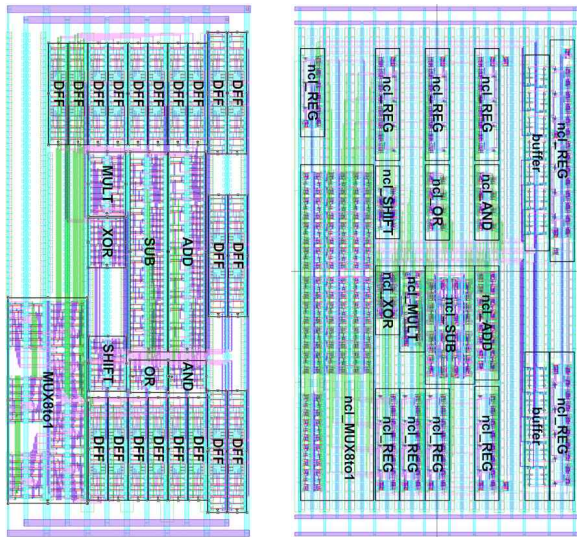 DFF
DFF
DFF
DFF
DFF
DFF
DFF
DFF
DFF
DFF
MULT
XOR
SUB
ADD
DFF
DFF
SHIFT
OR
AND
MUX8to1
DFF
DFF
DFF
DFF
DFF
DFF
DFF
DFF
ncl_REG
ncl_REG
ncl_REG
ncl_REG
buffer
ncl_REG
ncl_SHIFT
ncl_OR
ncl_AND
ncl_XOR
ncl_MULT
ncl_SUB
ncl_ADD
ncl_MUX8to1
ncl_REG
ncl_REG
ncl_REG
ncl_REG
buffer
ncl_REG